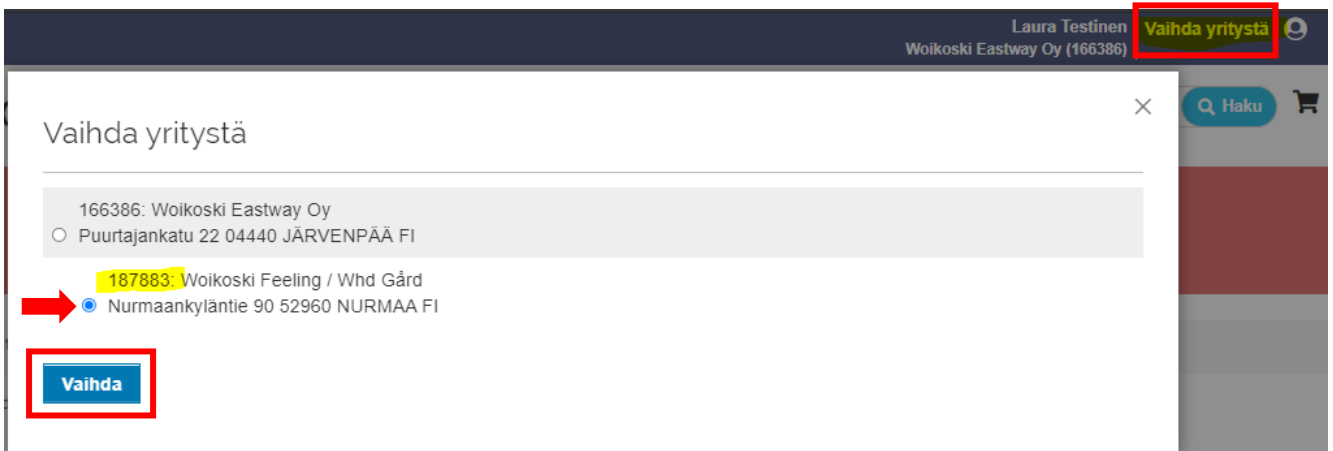 Laura Testinen
Woikoski Eastway Oy (166386)
Vaihda yritystä
Haku
Vaihda yritystä
166386: Woikoski Eastway Oy
Puurtajankatu 22 04440 JÄRVENPÄÄ FI
187883: Woikoski Feeling / Whd Gård
Nurmaankyläntie 90 52960 NURMAA FI
Vaihda